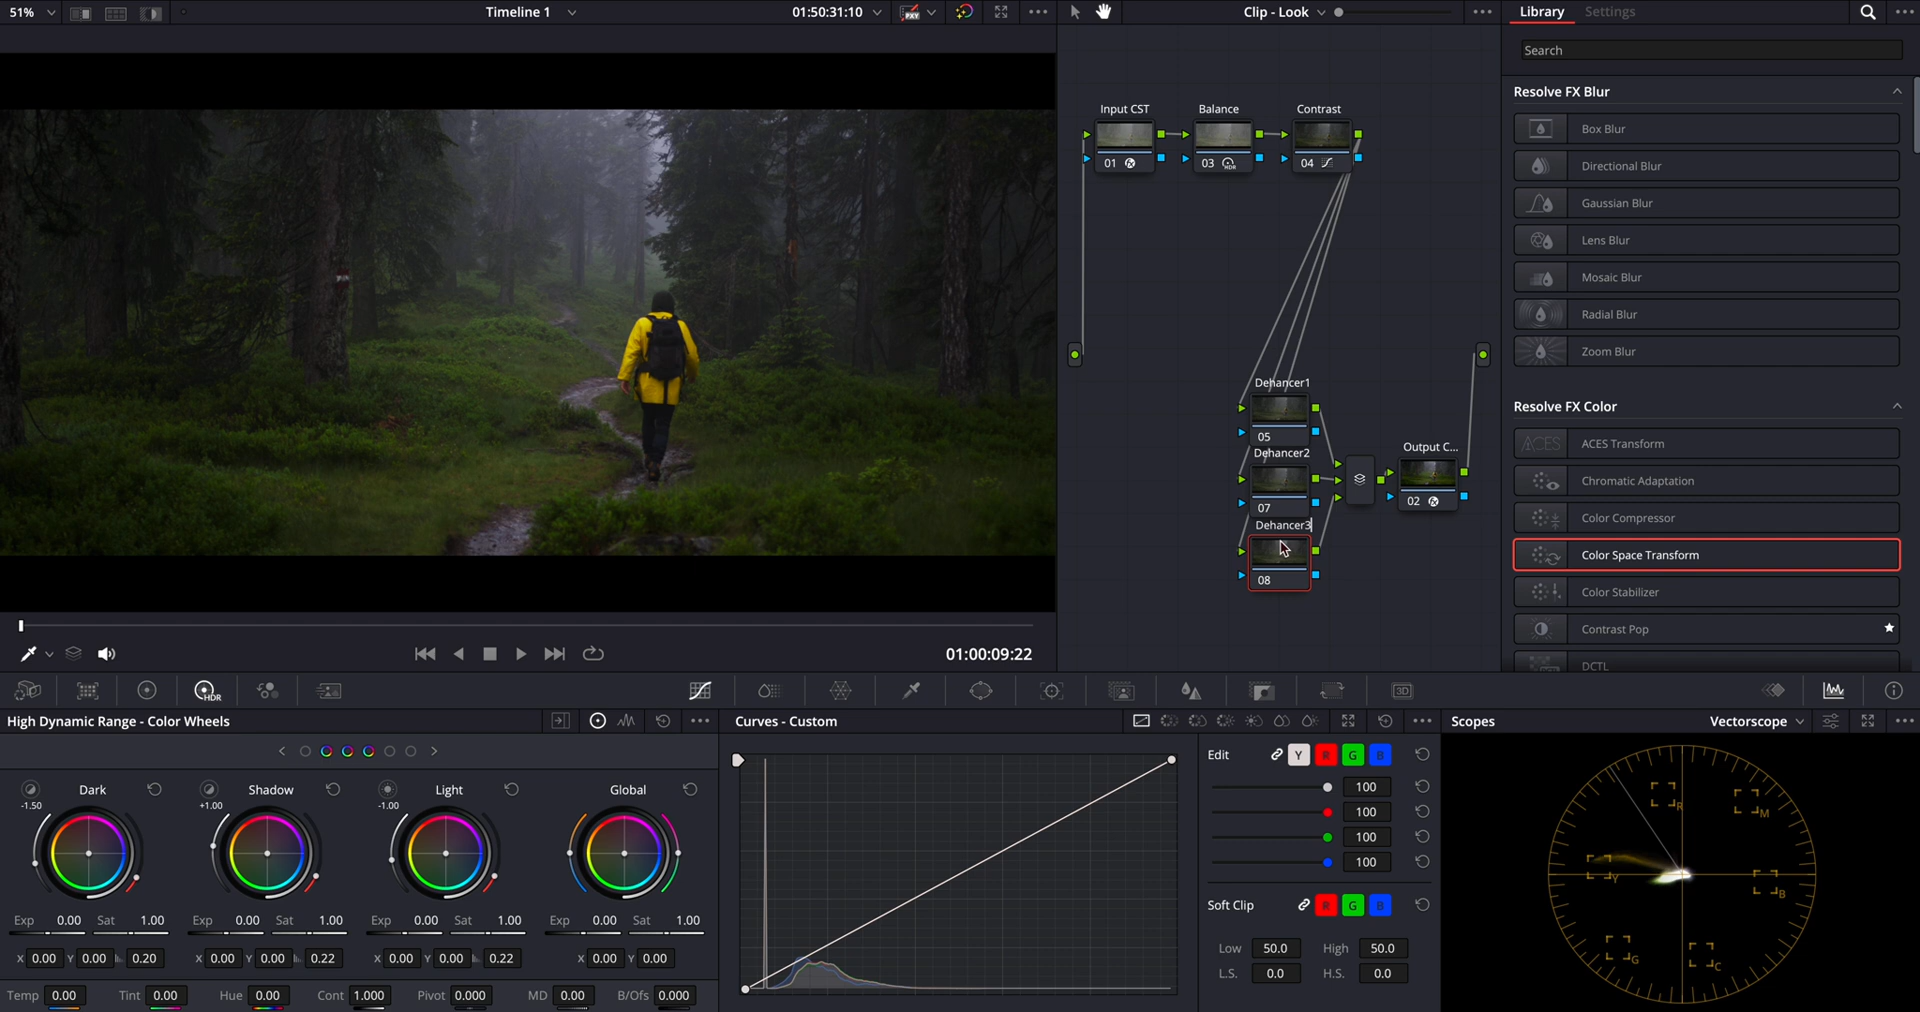 51%
Timeline 1
01:50:31:10
PXY
Clip - Look
Library
Settings
Search
Resolve FX Blur
Box Blur
Directional Blur
Gaussian Blur
Lens Blur
Mosaic Blur
Radial Blur
Zoom Blur
Resolve FX Color
ACES
ACES Transform
Chromatic Adaptation
Color Compressor
Color Space Transform
Color Stabilizer
Contrast Pop
DCTL
Input CST
Balance
Contrast
01
03
HDR
04
Dehancer1
05
Dehancer2
07
Dehancer3
08
Output C...
02
01:00:09:22
HDR
3D
High Dynamic Range - Color Wheels
Dark
-1.50
Shadow
+1.00
Light
-1.00
Global
Exp 0.00 Sat 1.00
Exp 0.00 Sat 1.00
Exp 0.00 Sat 1.00
Exp 0.00 Sat 1.00
X 0.00 Y 0.00 0.20
X 0.00 Y 0.00 0.22
X 0.00 Y 0.00 0.22
X 0.00 Y 0.00
Temp 0.00 Tint 0.00 Hue 0.00 Cont 1.000 Pivot 0.000 MD 0.00 B/Ofs 0.000
Curves - Custom
Edit
Y R G B
100
100
100
100
Soft Clip
R G B
Low 50.0 High 50.0
L.S. 0.0 H.S. 0.0
Scopes
Vectorscope
R
M
Y
B
G
C